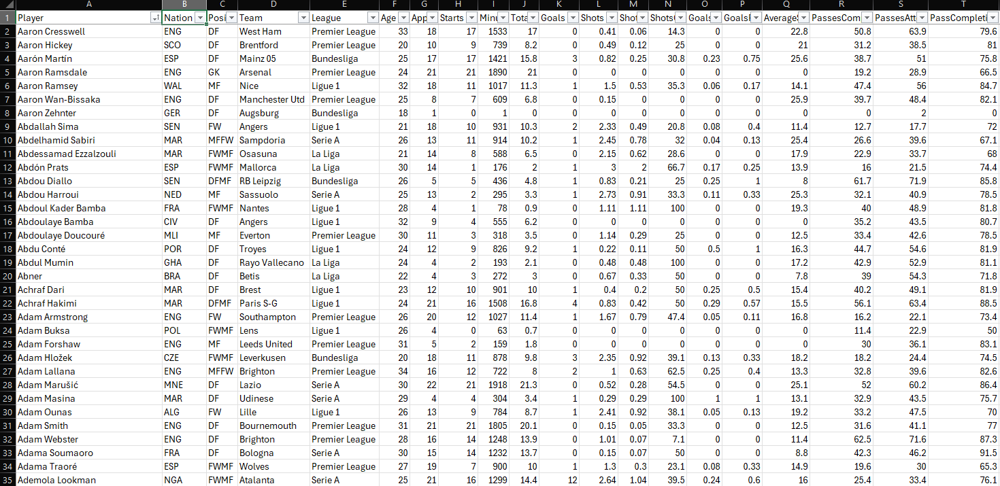 A B C D E F G H I J K L M N O P Q R S T
1 Player Nation Posi Team League Age App Starts Minu Tota Goals Shots Shot Shots Goals Goals Average PassesCom PassesAtt PassCompleti
2 Aaron Cresswell ENG DF West Ham Premier League 33 18 17 1533 17 0 0.41 0.06 14.3 0 0 22.8 50.8 63.9 79.6
3 Aaron Hickey SCO DF Brentford Premier League 20 10 9 739 8.2 0 0.49 0.12 25 0 0 21 31.2 38.5 81
4 Aarón Martín ESP DF Mainz 05 Bundesliga 25 17 17 1421 15.8 3 0.82 0.25 30.8 0.23 0.75 25.6 38.7 51 75.8
5 Aaron Ramsdale ENG GK Arsenal Premier League 24 21 21 1890 21 0 0 0 0 0 0 0 19.2 28.9 66.5
6 Aaron Ramsey WAL MF Nice Ligue 1 32 18 11 1017 11.3 1 1.5 0.53 35.3 0.06 0.17 14.1 47.4 56 84.7
7 Aaron Wan-Bissaka ENG DF Manchester Utd Premier League 25 8 7 609 6.8 0 0.15 0 0 0 0 25.9 39.7 48.4 82.1
8 Aaron Zehnter GER DF Augsburg Bundesliga 18 1 0 1 0 0 0 0 0 0 0 0 0 2 0
9 Abdallah Sima SEN FW Angers Ligue 1 21 18 10 931 10.3 2 2.33 0.49 20.8 0.08 0.4 11.4 12.7 17.7 72
10 Abdelhamid Sabiri MAR MFFW Sampdoria Serie A 26 13 11 914 10.2 1 2.45 0.78 32 0.04 0.13 25.4 26.6 39.6 67.1
11 Abdessamad Ezzalzouli MAR FWMF Osasuna La Liga 21 14 8 588 6.5 0 2.15 0.62 28.6 0 0 17.9 22.9 33.7 68
12 Abdón Prats ESP FWMF Mallorca La Liga 30 14 1 176 2 1 3 2 66.7 0.17 0.25 13.9 16 21.5 74.4
13 Abdou Diallo SEN DFMF RB Leipzig Bundesliga 26 5 5 436 4.8 1 0.83 0.21 25 0.25 1 8 61.7 71.9 85.8
14 Abdou Harroui NED MF Sassuolo Serie A 25 13 2 295 3.3 1 2.73 0.91 33.3 0.11 0.33 25.3 32.1 40.9 78.5
15 Abdoul Kader Bamba FRA FWMF Nantes Ligue 1 28 4 1 78 0.9 0 1.11 1.11 100 0 0 19.3 40 48.9 81.8
16 Abdoulaye Bamba CIV DF Angers Ligue 1 32 9 4 555 6.2 0 0 0 0 0 0 0 35.2 43.5 80.7
17 Abdoulaye Doucouré MLI MF Everton Premier League 30 11 3 318 3.5 0 1.14 0.29 25 0 0 12.5 33.4 42.6 78.5
18 Abdu Conté POR DF Troyes Ligue 1 24 12 9 826 9.2 1 0.22 0.11 50 0.5 1 16.3 44.7 54.6 81.9
19 Abdul Mumin GHA DF Rayo Vallecano La Liga 24 4 2 193 2.1 0 0.48 0.48 100 0 0 17.2 42.9 52.9 81.1
20 Abner BRA DF Betis La Liga 22 4 3 272 3 0 0.67 0.33 50 0 0 7.8 39 54.3 71.8
21 Achraf Dari MAR DF Brest Ligue 1 23 12 10 901 10 1 0.4 0.2 50 0.25 0.5 15.4 40.2 49.1 81.9
22 Achraf Hakimi MAR DFMF Paris S-G Ligue 1 24 21 16 1508 16.8 4 0.83 0.42 50 0.29 0.57 15.5 56.1 63.4 88.5
23 Adam Armstrong ENG FW Southampton Premier League 26 20 12 1027 11.4 1 1.67 0.79 47.4 0.05 0.11 16.8 16.2 22.1 73.4
24 Adam Buksa POL FWMF Lens Ligue 1 26 4 0 63 0.7 0 0 0 0 0 0 0 11.4 22.9 50
25 Adam Forshaw ENG MF Leeds United Premier League 31 5 2 159 1.8 0 0 0 0 0 0 0 30 36.1 83.1
26 Adam Hložek CZE FWMF Leverkusen Bundesliga 20 18 11 878 9.8 3 2.35 0.92 39.1 0.13 0.33 18.2 18.2 24.4 74.5
27 Adam Lallana ENG MFFW Brighton Premier League 34 16 12 722 8 2 1 0.63 62.5 0.25 0.4 13.3 32.8 39.6 82.6
28 Adam Marušić MNE DF Lazio Serie A 30 22 21 1918 21.3 0 0.52 0.28 54.5 0 0 25.1 52 60.2 86.4
29 Adam Masina MAR DF Udinese Serie A 29 4 4 304 3.4 1 0.29 0.29 100 1 1 13.1 32.9 43.5 75.7
30 Adam Ounas ALG FW Lille Ligue 1 26 13 9 784 8.7 1 2.41 0.92 38.1 0.05 0.13 19.2 33.2 47.5 70
31 Adam Smith ENG DF Bournemouth Premier League 31 21 21 1805 20.1 0 0.15 0.05 33.3 0 0 12.5 31.6 41.1 77
32 Adam Webster ENG DF Brighton Premier League 28 16 14 1248 13.9 0 1.01 0.07 7.1 0 0 11.4 62.5 71.6 87.3
33 Adama Soumaoro FRA DF Bologna Serie A 30 15 14 1232 13.7 0 0.15 0.07 50 0 0 8.8 42.3 46.2 91.5
34 Adama Traoré ESP FWMF Wolves Premier League 27 19 7 900 10 1 1.3 0.3 23.1 0.08 0.33 14.9 19.6 30 65.3
35 Ademola Lookman NGA FWMF Atalanta Serie A 25 21 16 1299 14.4 12 2.64 1.04 39.5 0.24 0.6 16 25.4 33.4 76.1